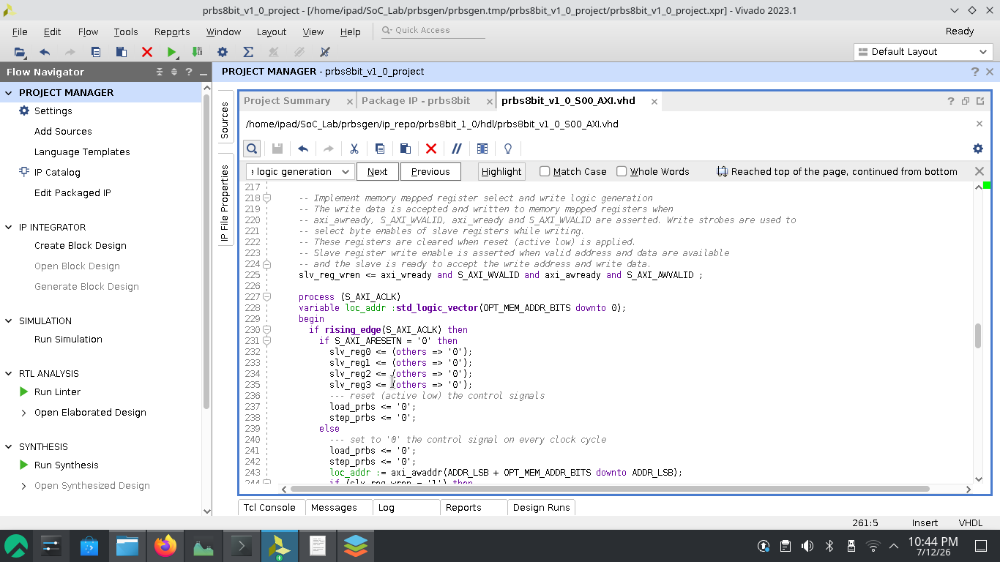 prbs8bit_v1_0_project - [/home/ipad/SoC_Lab/prbsgen/prbsgen.tmp/prbs8bit_v1_0_project/prbs8bit_v1_0_project.xpr] - Vivado 2023.1
File Edit Flow Tools Reports Window Layout View Help Quick Access Ready
Default Layout
Flow Navigator
PROJECT MANAGER
Settings
Add Sources
Language Templates
IP Catalog
Edit Packaged IP
IP INTEGRATOR
Create Block Design
Open Block Design
Generate Block Design
SIMULATION
Run Simulation
RTL ANALYSIS
Run Linter
Open Elaborated Design
SYNTHESIS
Run Synthesis
Open Synthesized Design
PROJECT MANAGER - prbs8bit_v1_0_project
Sources
IP File Properties
Project Summary Package IP - prbs8bit prbs8bit_v1_0_S00_AXI.vhd
/home/ipad/SoC_Lab/prbsgen/ip_repo/prbs8bit_1_0/hdl/prbs8bit_v1_0_S00_AXI.vhd
logic generation Next Previous Highlight Match Case Whole Words Reached top of the page, continued from bottom
217
218 -- Implement memory mapped register select and write logic generation
219 -- The write data is accepted and written to memory mapped registers when
220 -- axi_awready, S_AXI_WVALID, axi_wready and S_AXI_WVALID are asserted. Write strobes are used to
221 -- select byte enables of slave registers while writing.
222 -- These registers are cleared when reset (active low) is applied.
223 -- Slave register write enable is asserted when valid address and data are available
224 -- and the slave is ready to accept the write address and write data.
225 slv_reg_wren <= axi_wready and S_AXI_WVALID and axi_awready and S_AXI_AWVALID ;
226
227 process (S_AXI_ACLK)
228 variable loc_addr :std_logic_vector(OPT_MEM_ADDR_BITS downto 0);
229 begin
230 if rising_edge(S_AXI_ACLK) then
231 if S_AXI_ARESETN = '0' then
232 slv_reg0 <= (others => '0');
233 slv_reg1 <= (others => '0');
234 slv_reg2 <= (others => '0');
235 slv_reg3 <= (others => '0');
236 --- reset (active low) the control signals
237 load_prbs <= '0';
238 step_prbs <= '0';
239 else
240 --- set to '0' the control signal on every clock cycle
241 load_prbs <= '0';
242 step_prbs <= '0';
243 loc_addr := axi_awaddr(ADDR_LSB + OPT_MEM_ADDR_BITS downto ADDR_LSB);
244 if (slv_reg_wren = '1') then
Tcl Console Messages Log Reports Design Runs
261:5 Insert VHDL
10:44 PM
7/12/26